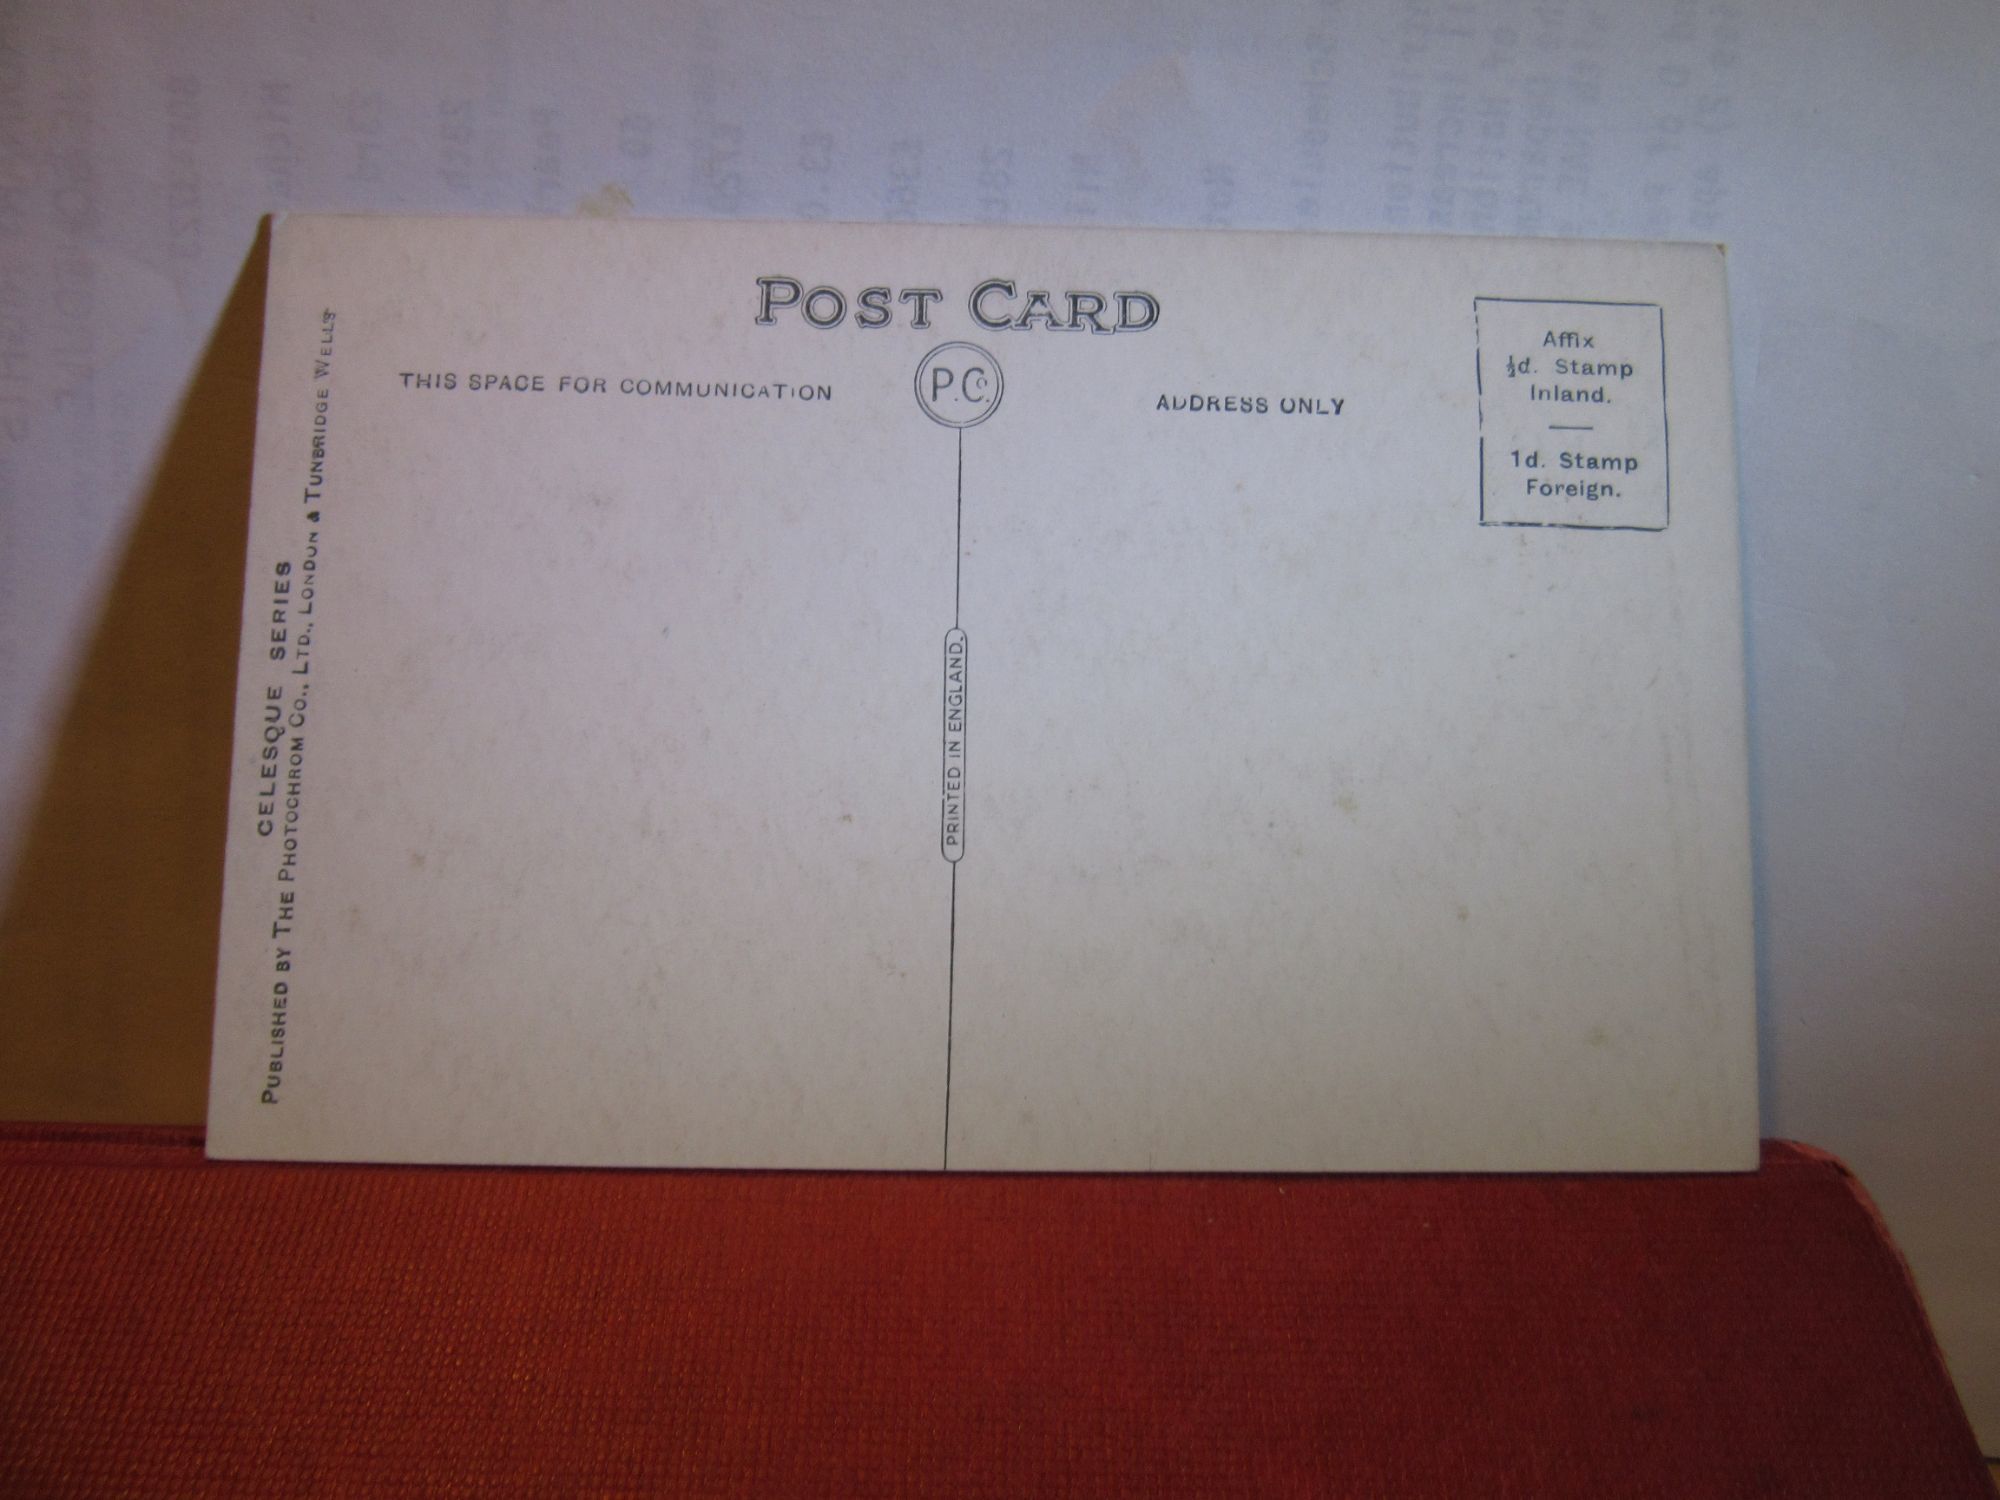 POST CARD
P.Co.
THIS SPACE FOR COMMUNICATION
ADDRESS ONLY
Affix
½d. Stamp
Inland.
1d. Stamp
Foreign.
PRINTED IN ENGLAND.
CELESQUE SERIES
PUBLISHED BY THE PHOTOCHROM CO., LTD., LONDON & TUNBRIDGE WELLS